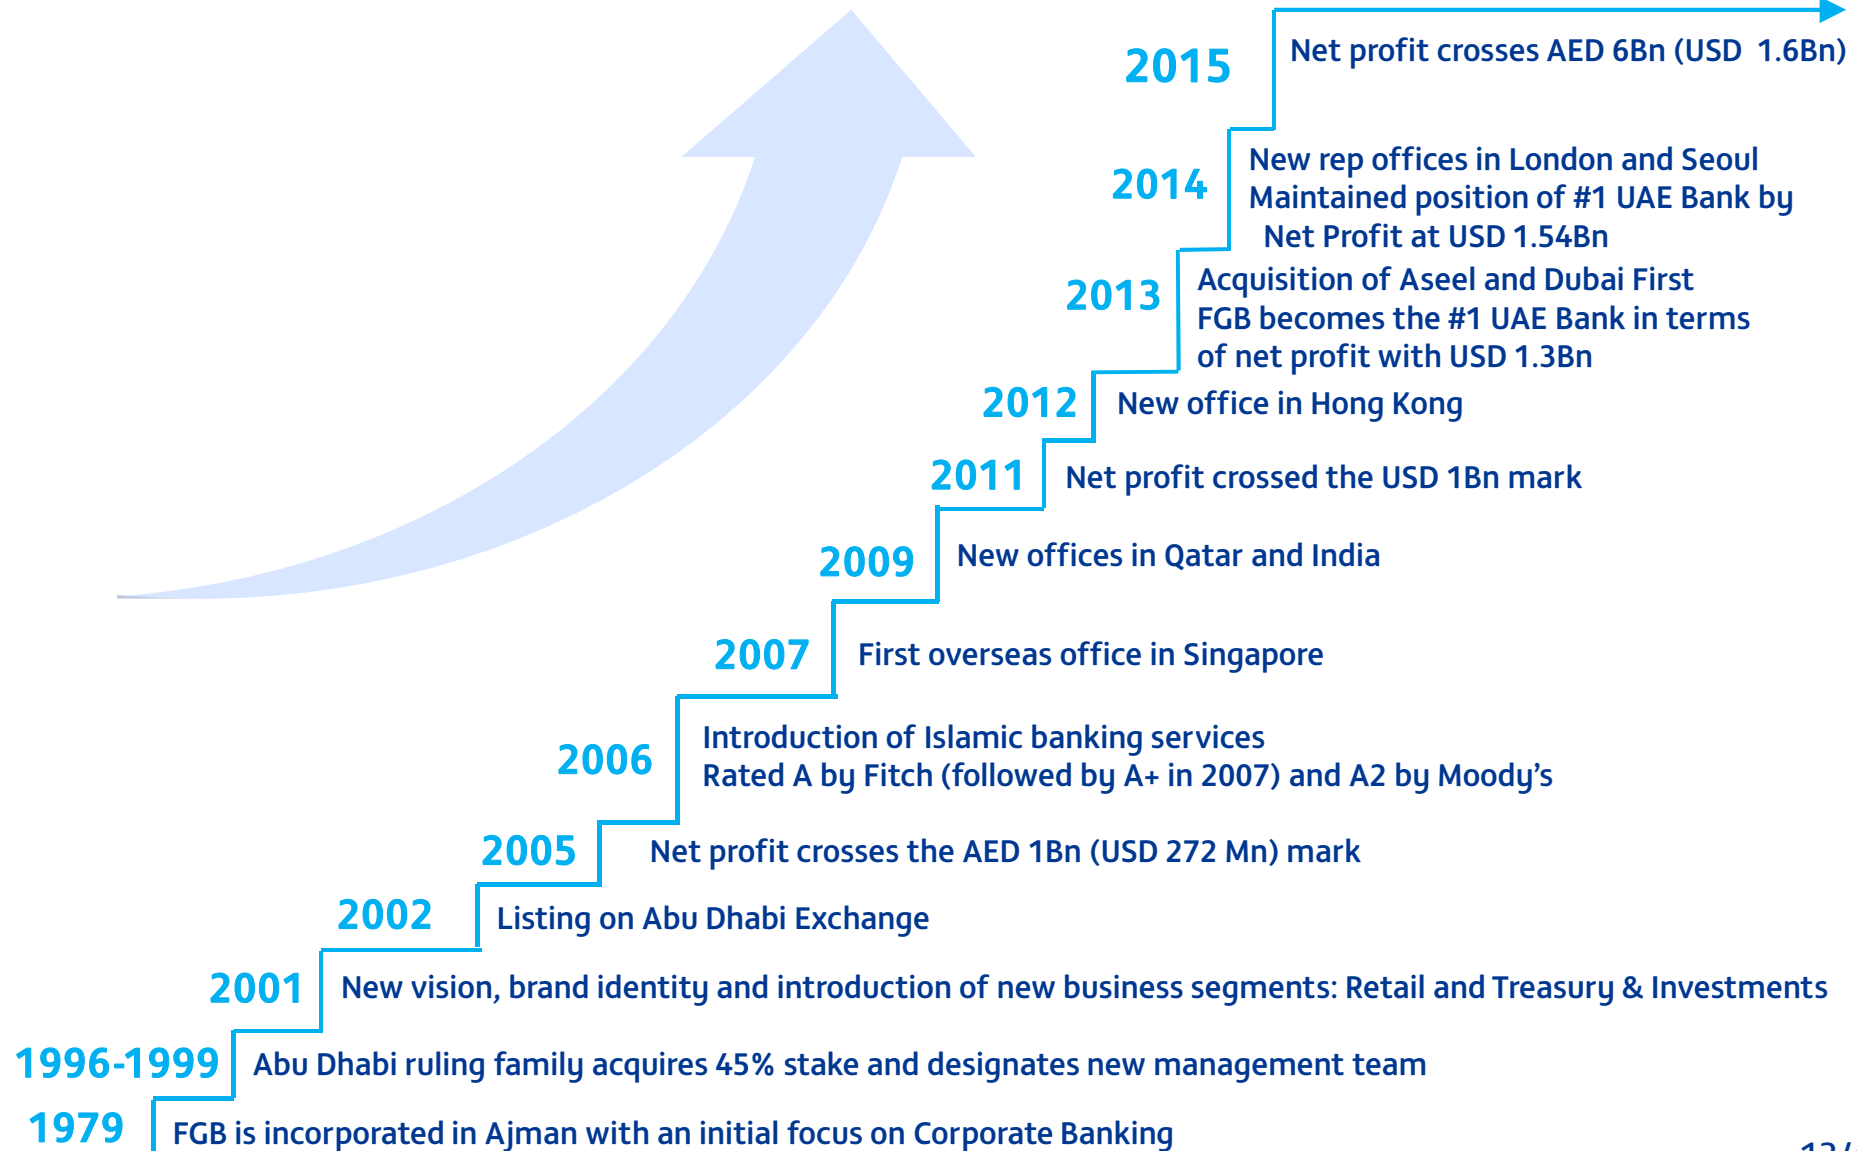 2015
Net profit crosses AED 6Bn (USD 1.6Bn)
2014
New rep offices in London and Seoul
Maintained position of #1 UAE Bank by
Net Profit at USD 1.54Bn
2013
Acquisition of Aseel and Dubai First
FGB becomes the #1 UAE Bank in terms
of net profit with USD 1.3Bn
2012
New office in Hong Kong
2011
Net profit crossed the USD 1Bn mark
2009
New offices in Qatar and India
2007
First overseas office in Singapore
2006
Introduction of Islamic banking services
Rated A by Fitch (followed by A+ in 2007) and A2 by Moody’s
2005
Net profit crosses the AED 1Bn (USD 272 Mn) mark
2002
Listing on Abu Dhabi Exchange
2001
New vision, brand identity and introduction of new business segments: Retail and Treasury & Investments
1996-1999
Abu Dhabi ruling family acquires 45% stake and designates new management team
1979
FGB is incorporated in Ajman with an initial focus on Corporate Banking